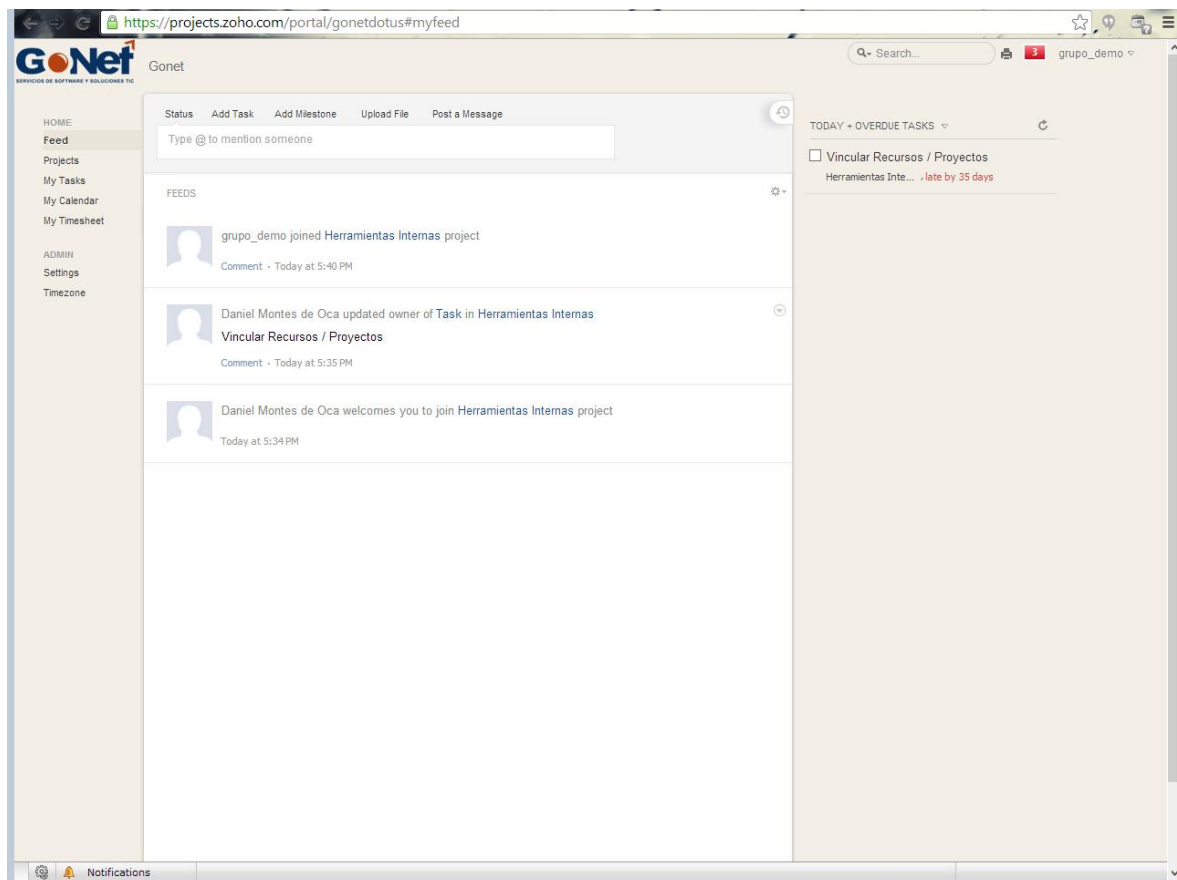 https://projects.zoho.com/portal/gonetdotus#myfeed
GoNet
SERVICIOS DE SOFTWARE Y SOLUCIONES TIC
Gonet
Search...
3
grupo_demo
HOME
Feed
Projects
My Tasks
My Calendar
My Timesheet
ADMIN
Settings
Timezone
Status Add Task Add Milestone Upload File Post a Message
Type @ to mention someone
FEEDS
grupo_demo joined Herramientas Internas project
Comment - Today at 5:40 PM
Daniel Montes de Oca updated owner of Task in Herramientas Internas
Vincular Recursos / Proyectos
Comment - Today at 5:35 PM
Daniel Montes de Oca welcomes you to join Herramientas Internas project
Today at 5:34 PM
TODAY + OVERDUE TASKS
Vincular Recursos / Proyectos
Herramientas Inte... , late by 35 days
Notifications